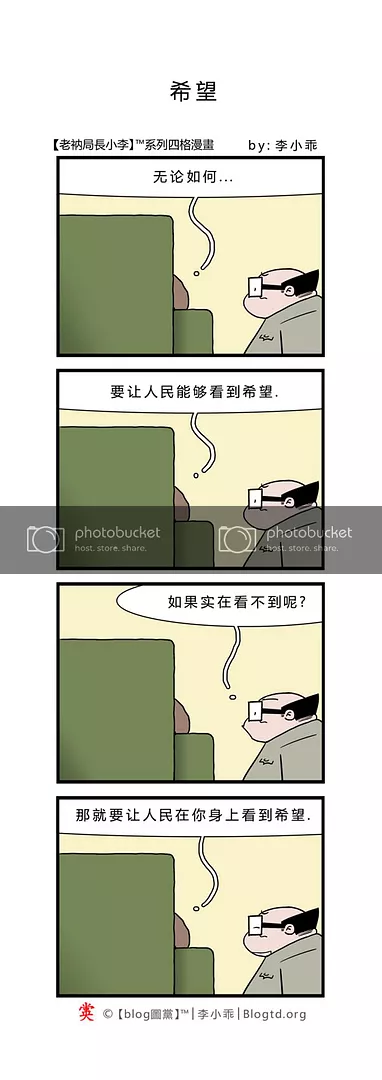 希望
【老衲局長小李】™系列四格漫畫 by: 李小乖
无论如何...
要让人民能够看到希望.
photobucket photobucket
host. store. share. host. store. share.
如果实在看不到呢?
那就要让人民在你身上看到希望.
©【blog圖黨】™|李小乖|Blogtd.org